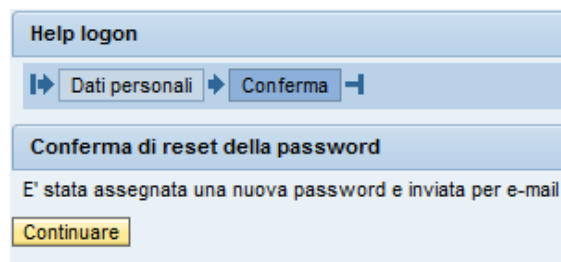 Help logon
Dati personali Conferma
Conferma di reset della password
E' stata assegnata una nuova password e inviata per e-mail
Continuare